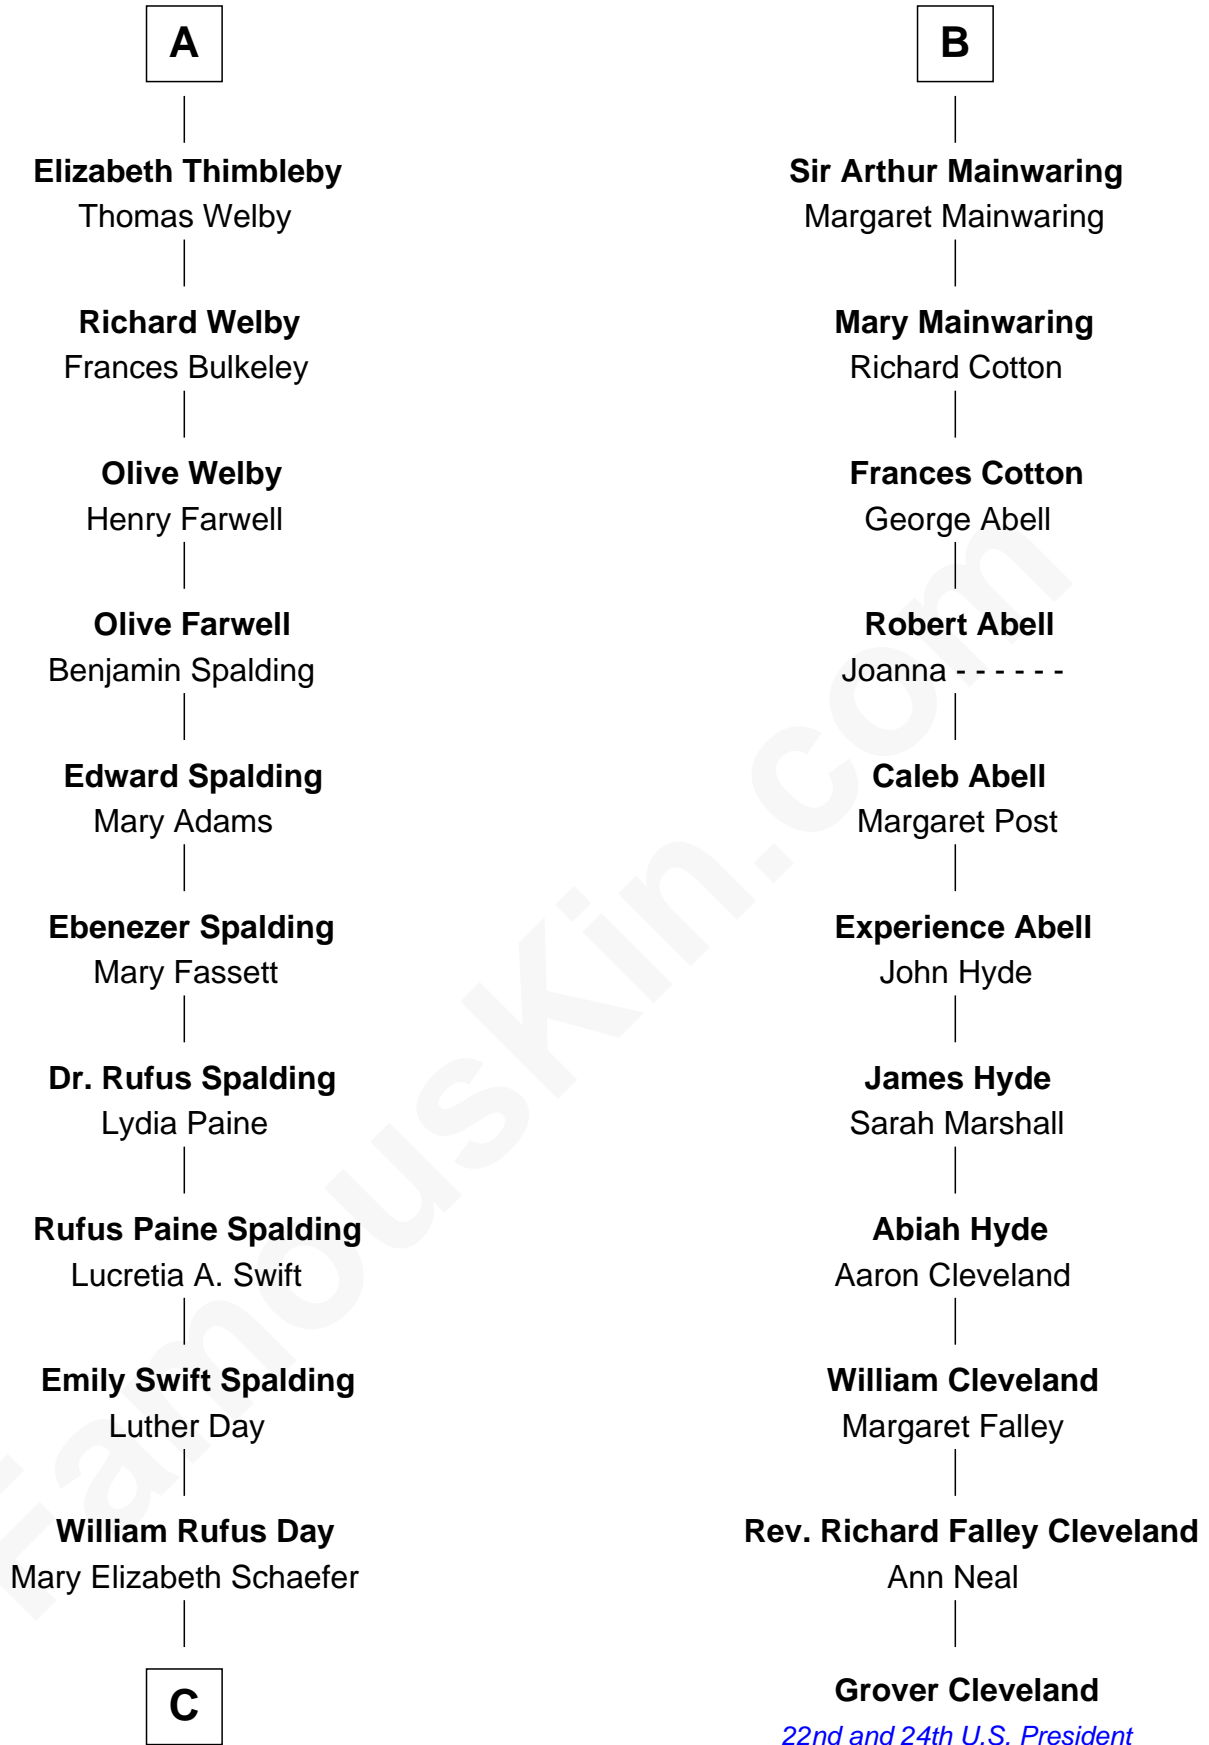 A
Elizabeth Thimbleby
Thomas Welby
Richard Welby
Frances Bulkeley
Olive Welby
Henry Farwell
Olive Farwell
Benjamin Spalding
Edward Spalding
Mary Adams
Ebenezer Spalding
Mary Fassett
Dr. Rufus Spalding
Lydia Paine
Rufus Paine Spalding
Lucretia A. Swift
Emily Swift Spalding
Luther Day
William Rufus Day
Mary Elizabeth Schaefer
C
B
Sir Arthur Mainwaring
Margaret Mainwaring
Mary Mainwaring
Richard Cotton
Frances Cotton
George Abell
Robert Abell
Joanna - - - - - -
Caleb Abell
Margaret Post
Experience Abell
John Hyde
James Hyde
Sarah Marshall
Abiah Hyde
Aaron Cleveland
William Cleveland
Margaret Falley
Rev. Richard Falley Cleveland
Ann Neal
Grover Cleveland
22nd and 24th U.S. President
FamousKin.com